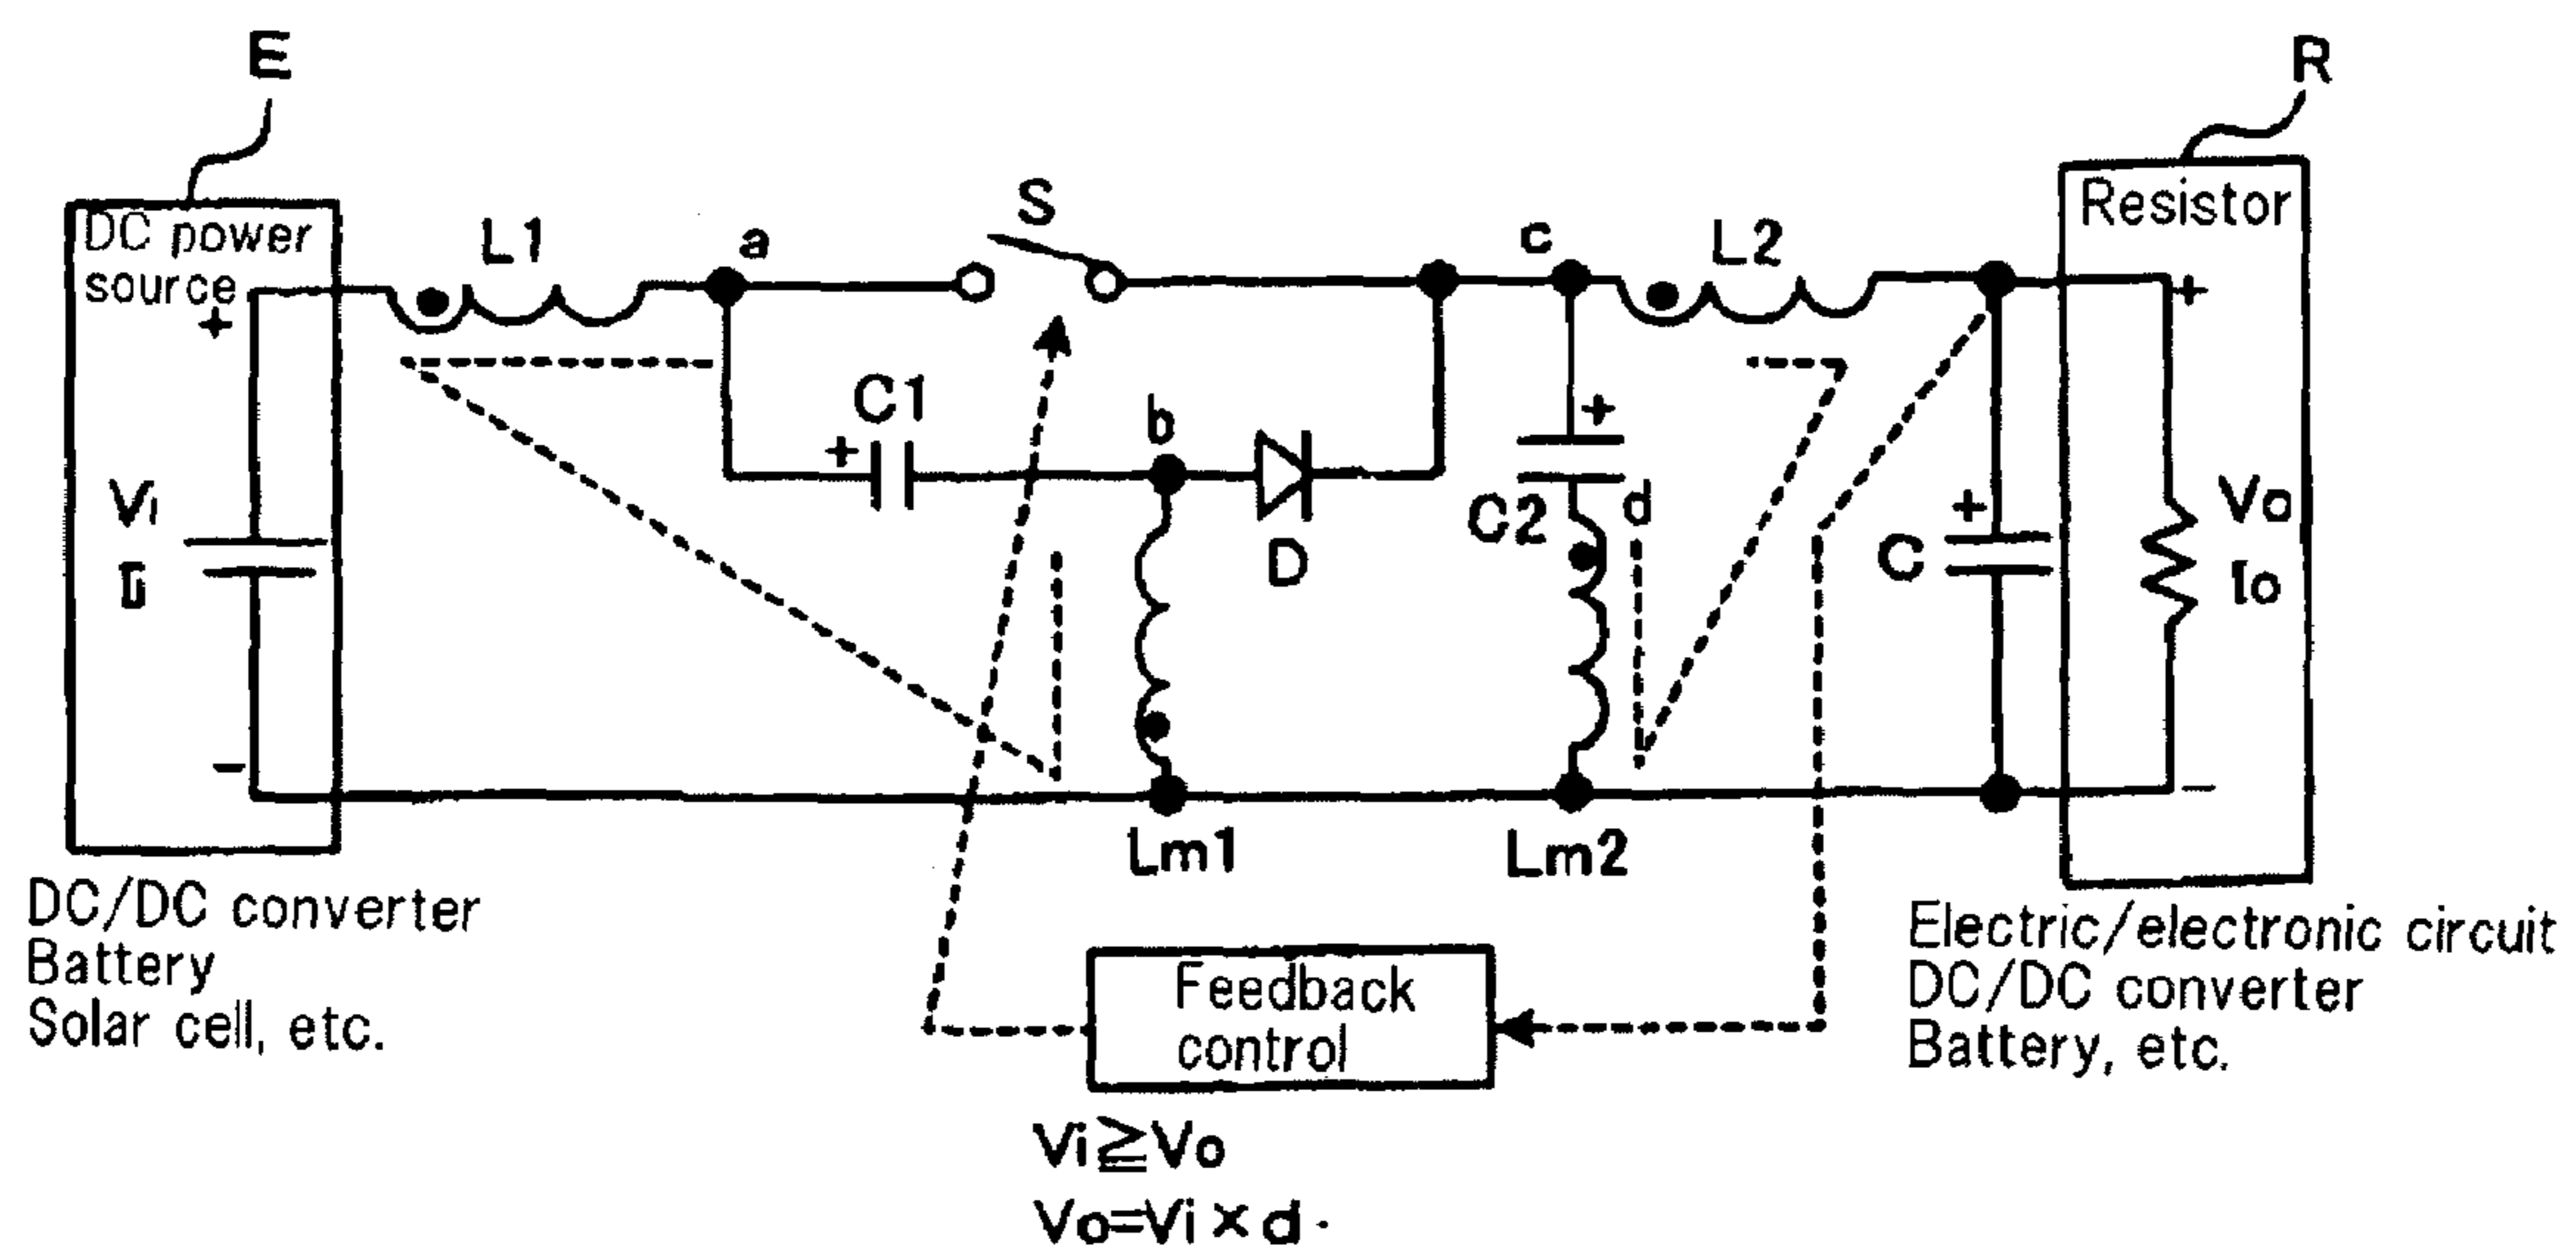 E
R
DC power
source
+
L1
a
S
c
L2
Resistor
+
C1
+
b
+
D
C2
d
Vi
Ii
+
C
Vo
Io
−
−
Lm1
Lm2
DC/DC converter
Battery
Solar cell, etc.
Feedback
control
Electric/electronic circuit
DC/DC converter
Battery, etc.
Vi≧Vo
Vo=Vi×d.